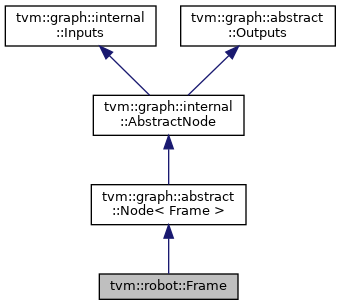 tvm::graph::internal
::Inputs
tvm::graph::abstract
::Outputs
tvm::graph::internal
::AbstractNode
tvm::graph::abstract
::Node< Frame >
tvm::robot::Frame